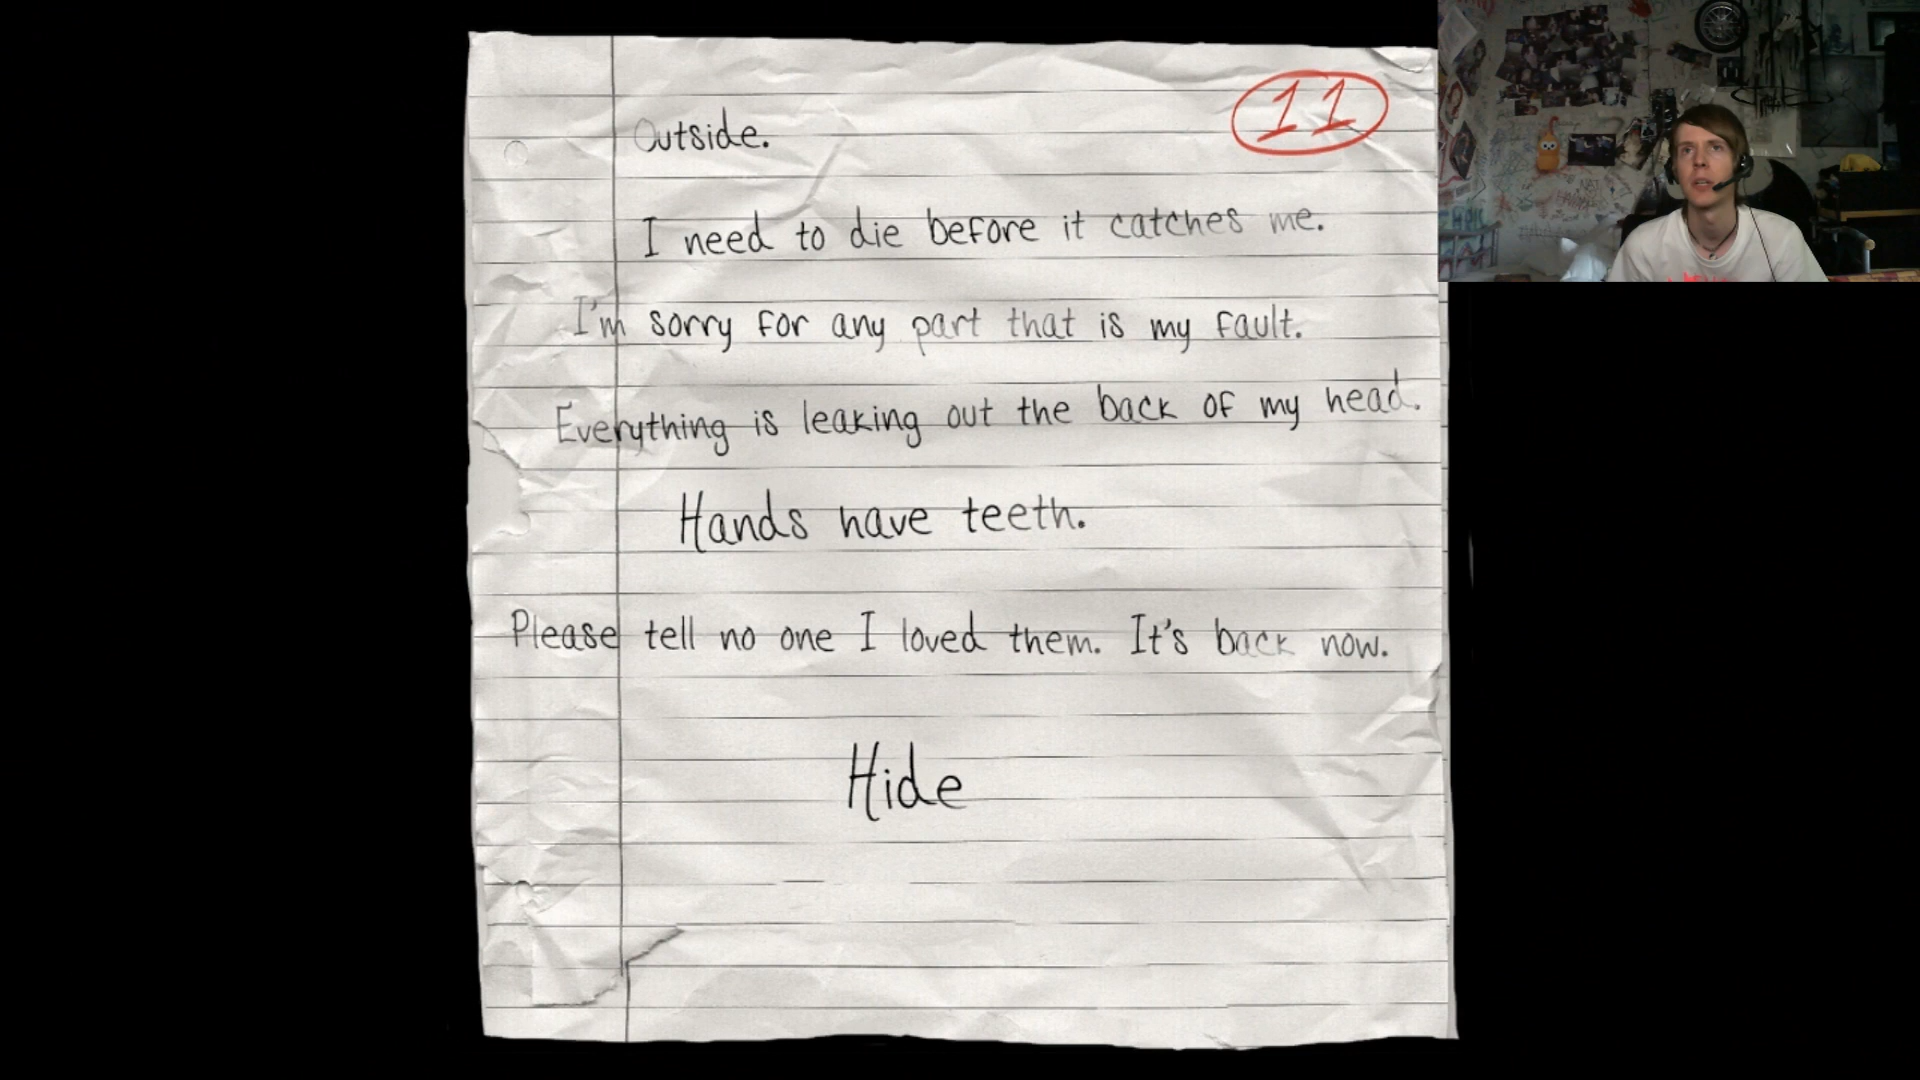 11
Outside.
I need to die before it catches me.
I'm sorry for any part that is my fault.
Everything is leaking out the back of my head.
Hands have teeth.
Please tell no one I loved them. It's back now.
Hide